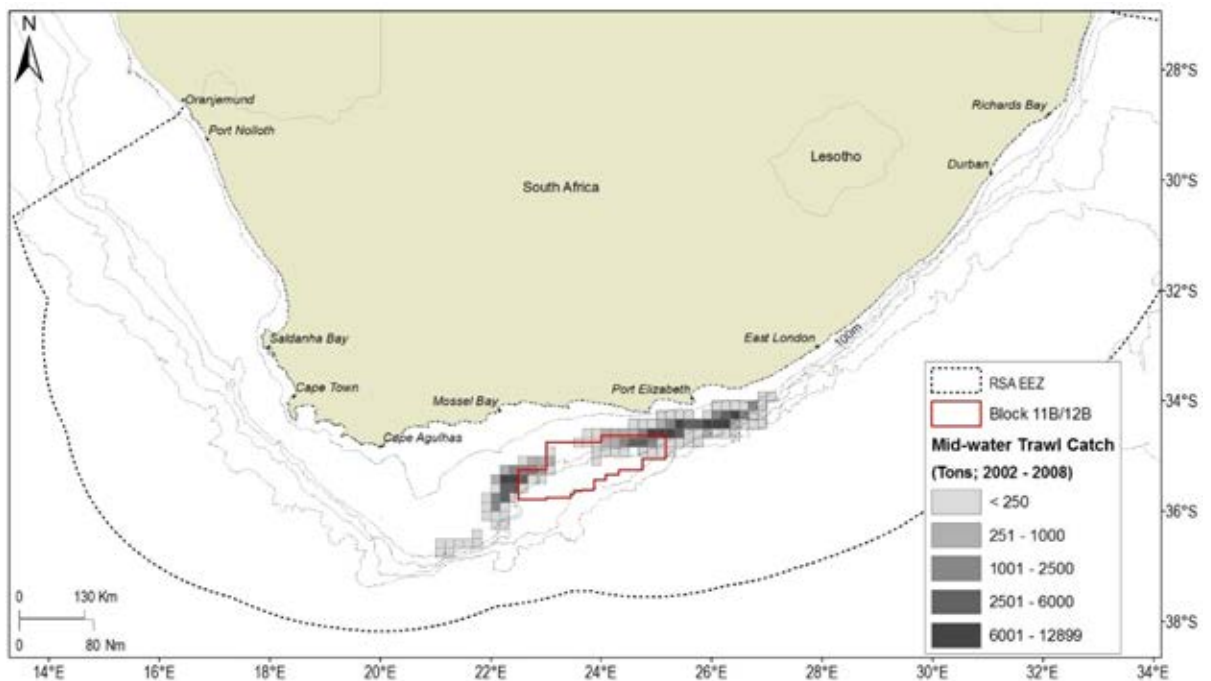 N
Oranjemund
Port Nolloth
Richards Bay
Lesotho
Durban
South Africa
Saldanha Bay
East London
100m
Cape Town
Mossel Bay
Port Elizabeth
Cape Agulhas
28°S
30°S
32°S
34°S
36°S
38°S
RSA EEZ
Block 11B/12B
Mid-water Trawl Catch
(Tons; 2002 - 2008)
< 250
251 - 1000
1001 - 2500
2501 - 6000
6001 - 12899
0 130 Km
0 80 Nm
14°E 16°E 18°E 20°E 22°E 24°E 26°E 28°E 30°E 32°E 34°E